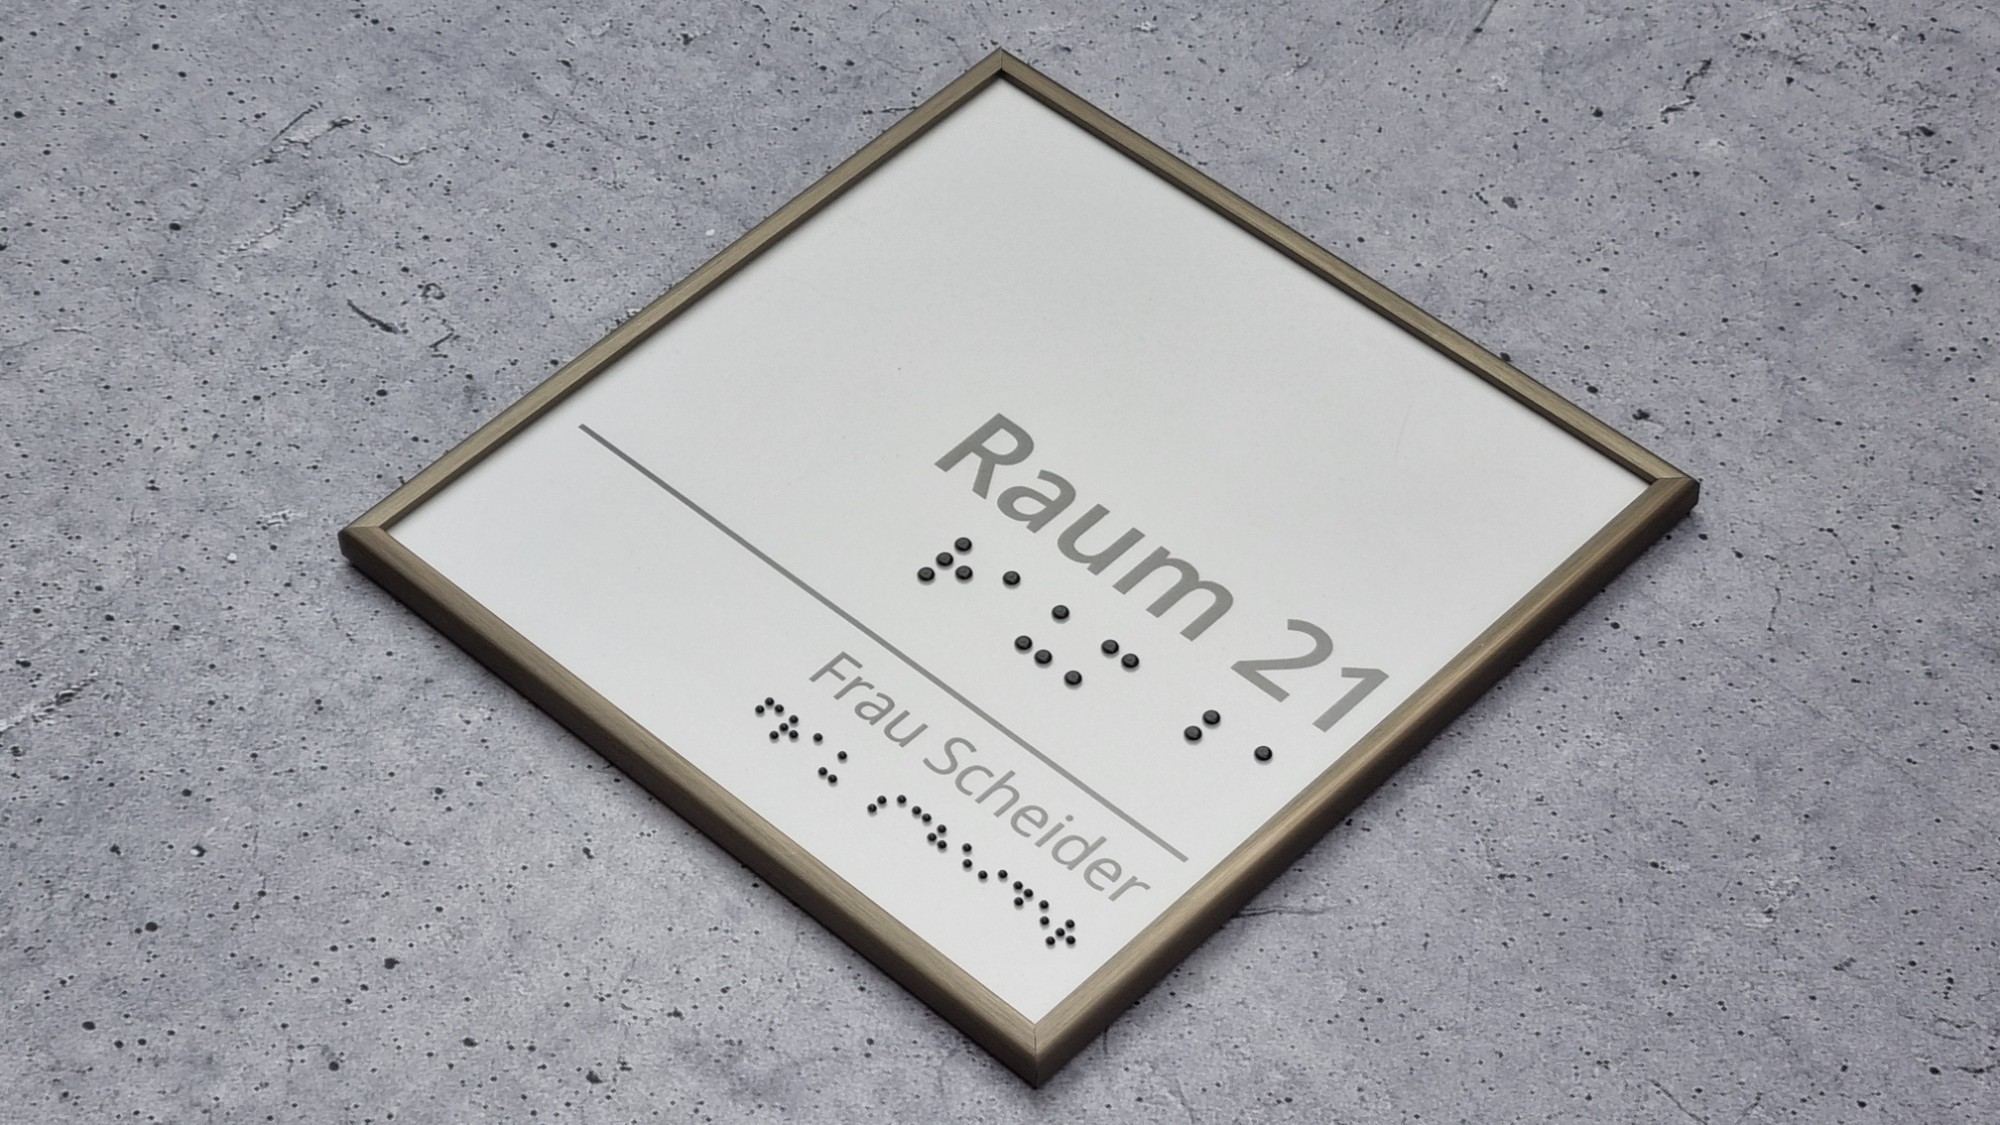 Raum 21
⠗⠁⠥⠍ ⠃⠁
Frau Scheider
⠋⠗⠁⠥ ⠎⠉⠓⠑⠊⠙⠑⠗